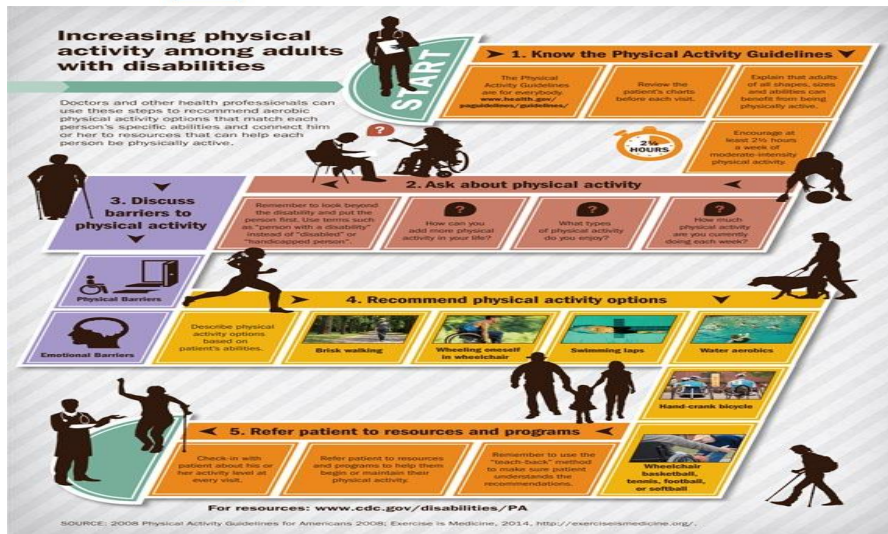 Increasing physical
activity among adults
with disabilities
Doctors and other health professionals can
use these steps to recommend aerobic
physical activity options that match each
person's specific abilities and connect him
or her to resources that can help each
person be physically active.
START
1. Know the Physical Activity Guidelines
The Physical
Activity Guidelines
are for everybody.
www.health.gov/
paguidelines/guidelines/
Review the
patient's charts
before each visit.
Explain that adults
of all shapes, sizes
and abilities can
benefit from being
physically active.
Encourage at
least 2½ hours
a week of
moderate-intensity
physical activity.
2½
HOURS
?
2. Ask about physical activity
?
How much
physical activity
are you currently
doing each week?
?
What types
of physical activity
do you enjoy?
?
How can you
add more physical
activity in your life?
Remember to look beyond
the disability and put the
person first. Use terms such
as "person with a disability"
instead of "disabled" or
"handicapped person".
3. Discuss
barriers to
physical activity
Physical Barriers
Emotional Barriers
4. Recommend physical activity options
Describe physical
activity options
based on
patient's abilities.
Brisk walking
Wheeling oneself
in wheelchair
Swimming laps
Water aerobics
Hand-crank bicycle
Wheelchair
basketball,
tennis, football,
or softball
5. Refer patient to resources and programs
Remember to use the
"teach-back" method
to make sure patient
understands the
recommendations.
Refer patient to resources
and programs to help them
begin or maintain their
physical activity.
Check-in with
patient about his or
her activity level at
every visit.
For resources: www.cdc.gov/disabilities/PA
SOURCE: 2008 Physical Activity Guidelines for Americans 2008; Exercise is Medicine, 2014, http://exerciseismedicine.org/.